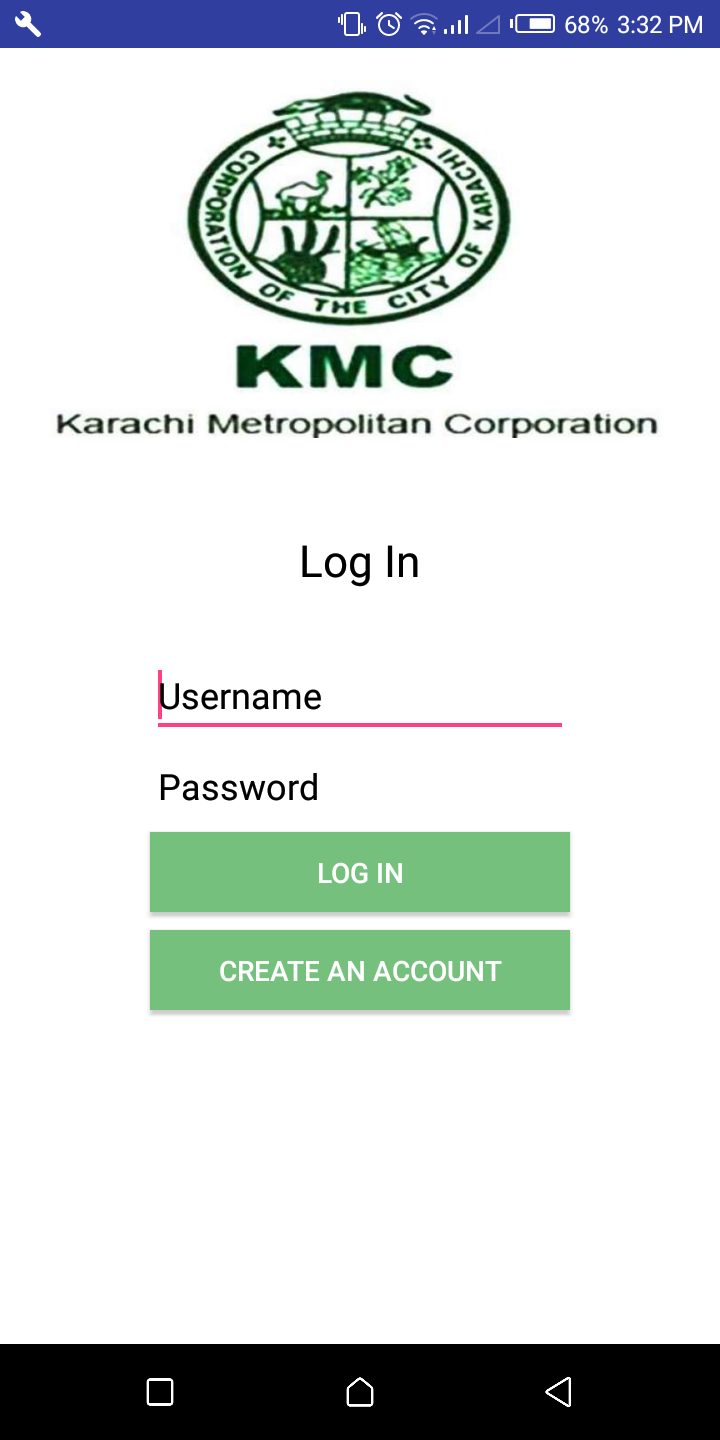 68% 3:32 PM
CORPORATION OF THE CITY OF KARACHI
KMC
Karachi Metropolitan Corporation
Log In
Username
Password
LOG IN
CREATE AN ACCOUNT